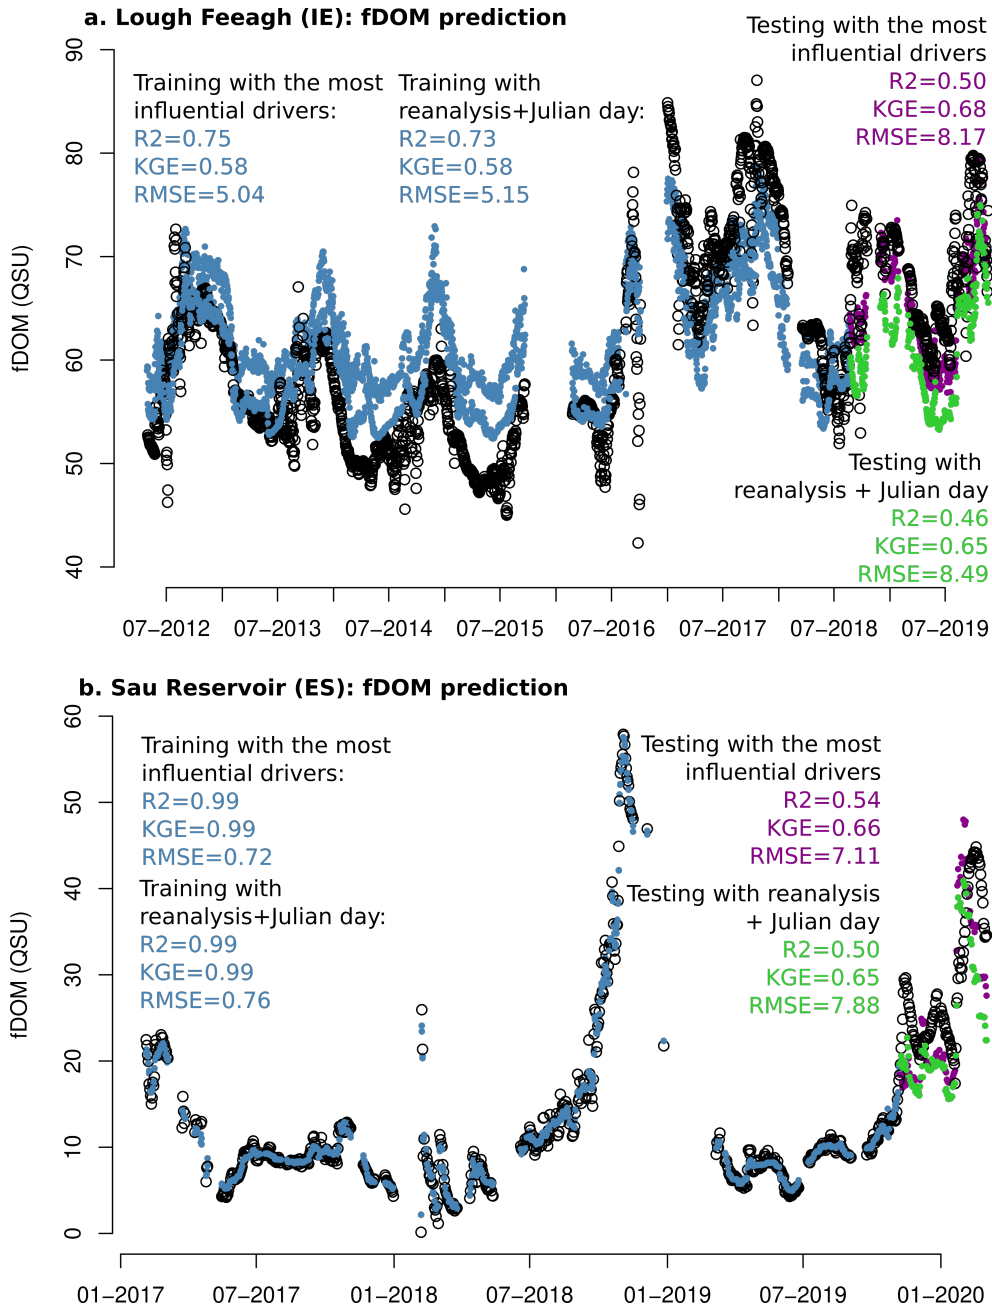 a. Lough Feeagh (IE): fDOM prediction
Testing with the most
influential drivers
R2=0.50
KGE=0.68
RMSE=8.17
Training with the most
influential drivers:
R2=0.75
KGE=0.58
RMSE=5.04
Training with
reanalysis+Julian day:
R2=0.73
KGE=0.58
RMSE=5.15
90
80
70
60
50
40
fDOM (QSU)
Testing with
reanalysis + Julian day
R2=0.46
KGE=0.65
RMSE=8.49
07−2012
07−2013
07−2014
07−2015
07−2016
07−2017
07−2018
07−2019
b. Sau Reservoir (ES): fDOM prediction
Training with the most
influential drivers:
R2=0.99
KGE=0.99
RMSE=0.72
Training with
reanalysis+Julian day:
R2=0.99
KGE=0.99
RMSE=0.76
Testing with the most
influential drivers
R2=0.54
KGE=0.66
RMSE=7.11
Testing with reanalysis
+ Julian day
R2=0.50
KGE=0.65
RMSE=7.88
60
50
40
30
20
10
0
fDOM (QSU)
01−2017
07−2017
01−2018
07−2018
01−2019
07−2019
01−2020